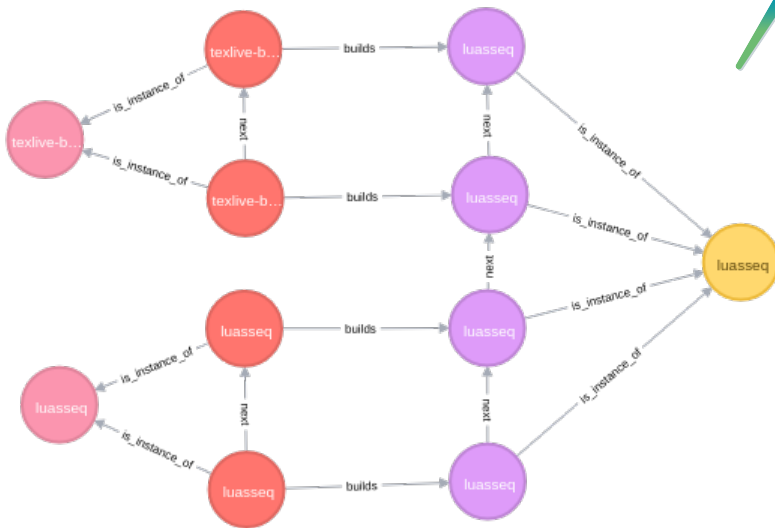 texlive-b...
builds
luasseq
is_instance_of
next
next
is_instance_of
texlive-b...
is_instance_of
texlive-b...
builds
luasseq
is_instance_of
next
luasseq
is_instance_of
luasseq
builds
luasseq
is_instance_of
is_instance_of
next
next
luasseq
is_instance_of
luasseq
builds
luasseq